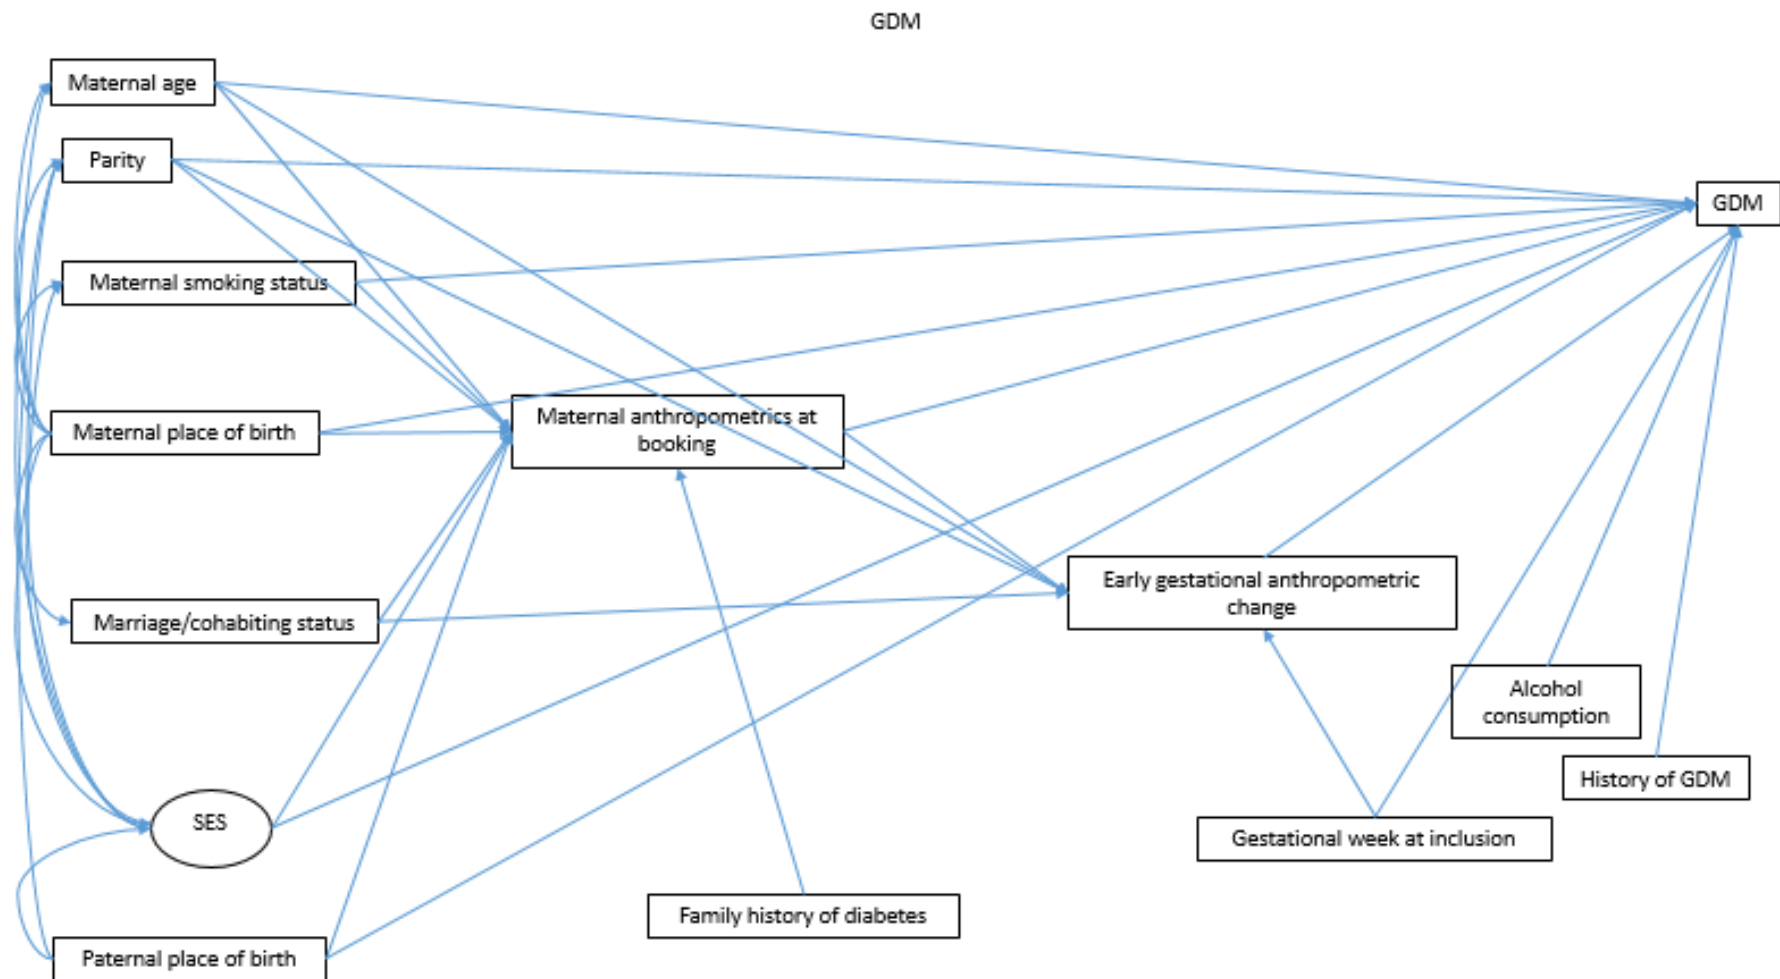 GDM
Maternal age
Parity
GDM
Maternal smoking status
Maternal place of birth
Maternal anthropometrics at
booking
Marriage/cohabiting status
Early gestational anthropometric
change
Alcohol
consumption
History of GDM
SES
Gestational week at inclusion
Family history of diabetes
Paternal place of birth